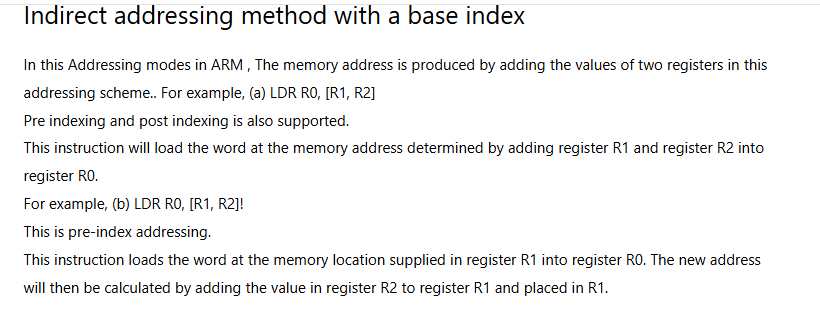 Indirect addressing method with a base index
In this Addressing modes in ARM , The memory address is produced by adding the values of two registers in this
addressing scheme.. For example, (a) LDR R0, [R1, R2]
Pre indexing and post indexing is also supported.
This instruction will load the word at the memory address determined by adding register R1 and register R2 into
register R0.
For example, (b) LDR R0, [R1, R2]!
This is pre-index addressing.
This instruction loads the word at the memory location supplied in register R1 into register R0. The new address
will then be calculated by adding the value in register R2 to register R1 and placed in R1.